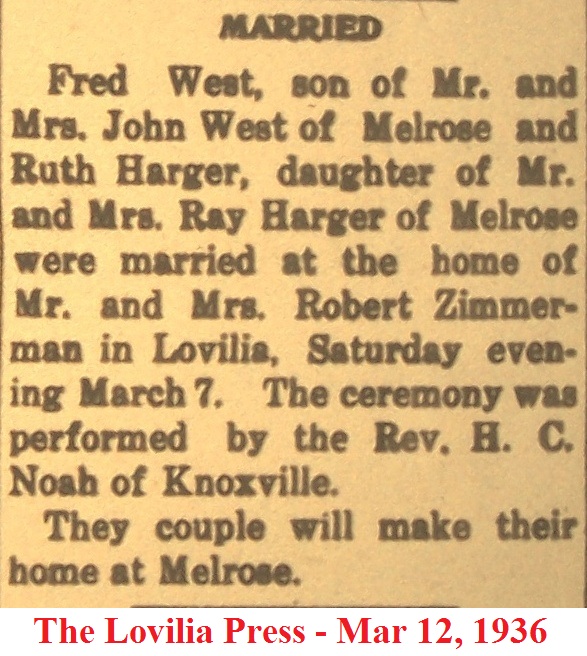 MARRIED
Fred West, son of Mr. and
Mrs. John West of Melrose and
Ruth Harger, daughter of Mr.
and Mrs. Ray Harger of Melrose
were married at the home of
Mr. and Mrs. Robert Zimmer-
man in Lovilia, Saturday even-
ing March 7. The ceremony was
performed by the Rev. H. C.
Noah of Knoxville.
They couple will make their
home at Melrose.
The Lovilia Press - Mar 12, 1936